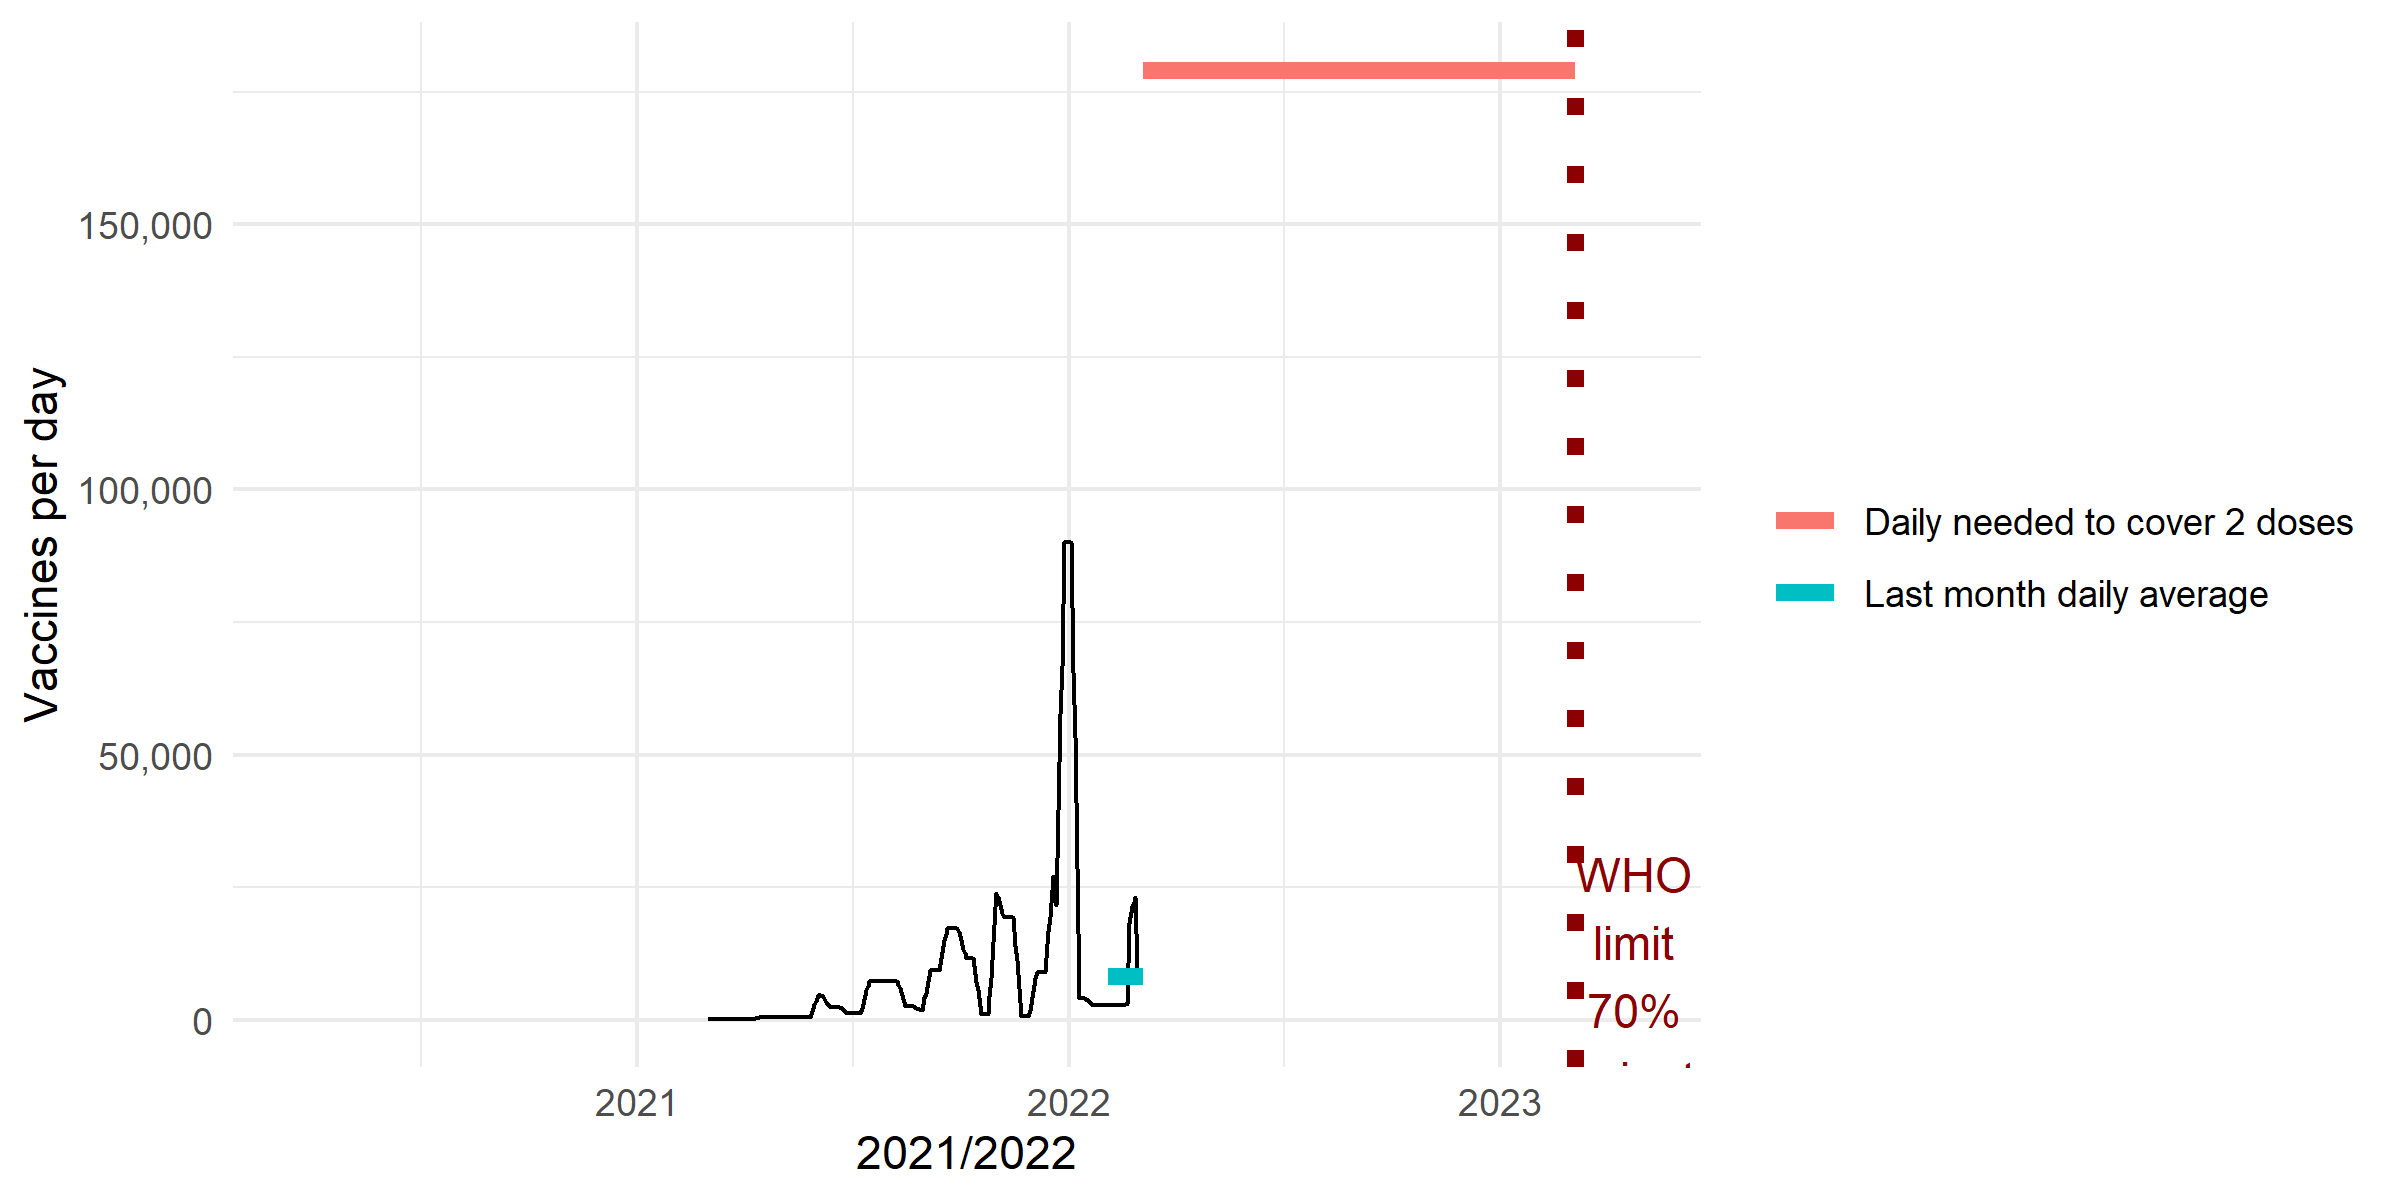 Vaccines per day
150,000
100,000
50,000
0
2021
2022
2023
2021/2022
WHO
limit
70%
Daily needed to cover 2 doses
Last month daily average